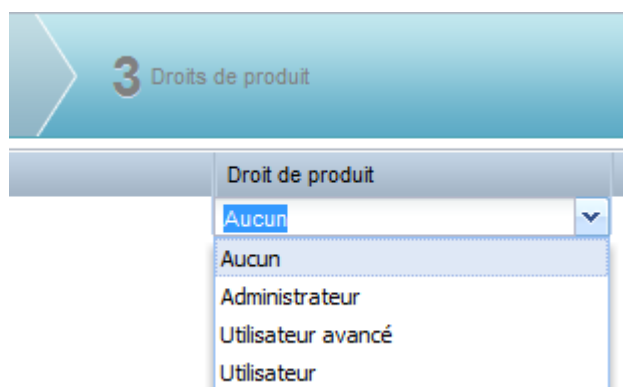 3 Droits de produit
Droit de produit
Aucun
Aucun
Administrateur
Utilisateur avancé
Utilisateur